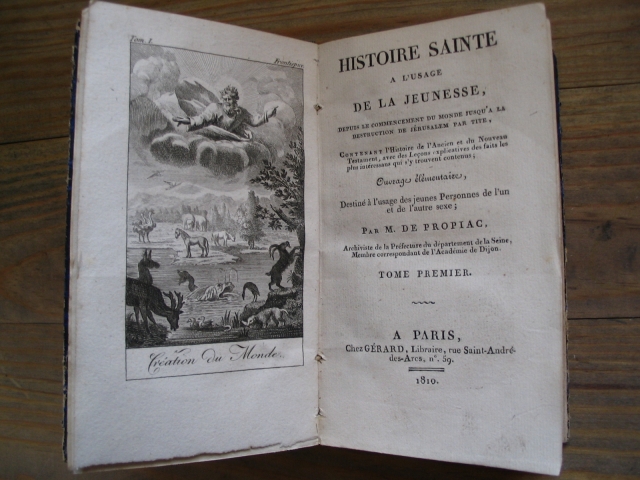 Tom. I.
Frontispice
Création du Monde.
HISTOIRE SAINTE
A L'USAGE
DE LA JEUNESSE,
DEPUIS LE COMMENCEMENT DU MONDE JUSQU'A LA
DESTRUCTION DE JÉRUSALEM PAR TITE,
CONTENANT l'Histoire de l'Ancien et du Nouveau
Testament, avec des Leçons explicatives des faits les
plus intéressans qui s'y trouvent contenus;
Ouvrage élémentaire,
Destiné à l'usage des jeunes Personnes de l'un
et de l'autre sexe;
PAR M. DE PROPIAC,
Archiviste de la Préfecture du département de la Seine,
Membre correspondant de l'Académie de Dijon.
TOME PREMIER.
A PARIS,
Chez GÉRARD, Libraire, rue Saint-André-
des-Arcs, n°. 59.
1810.